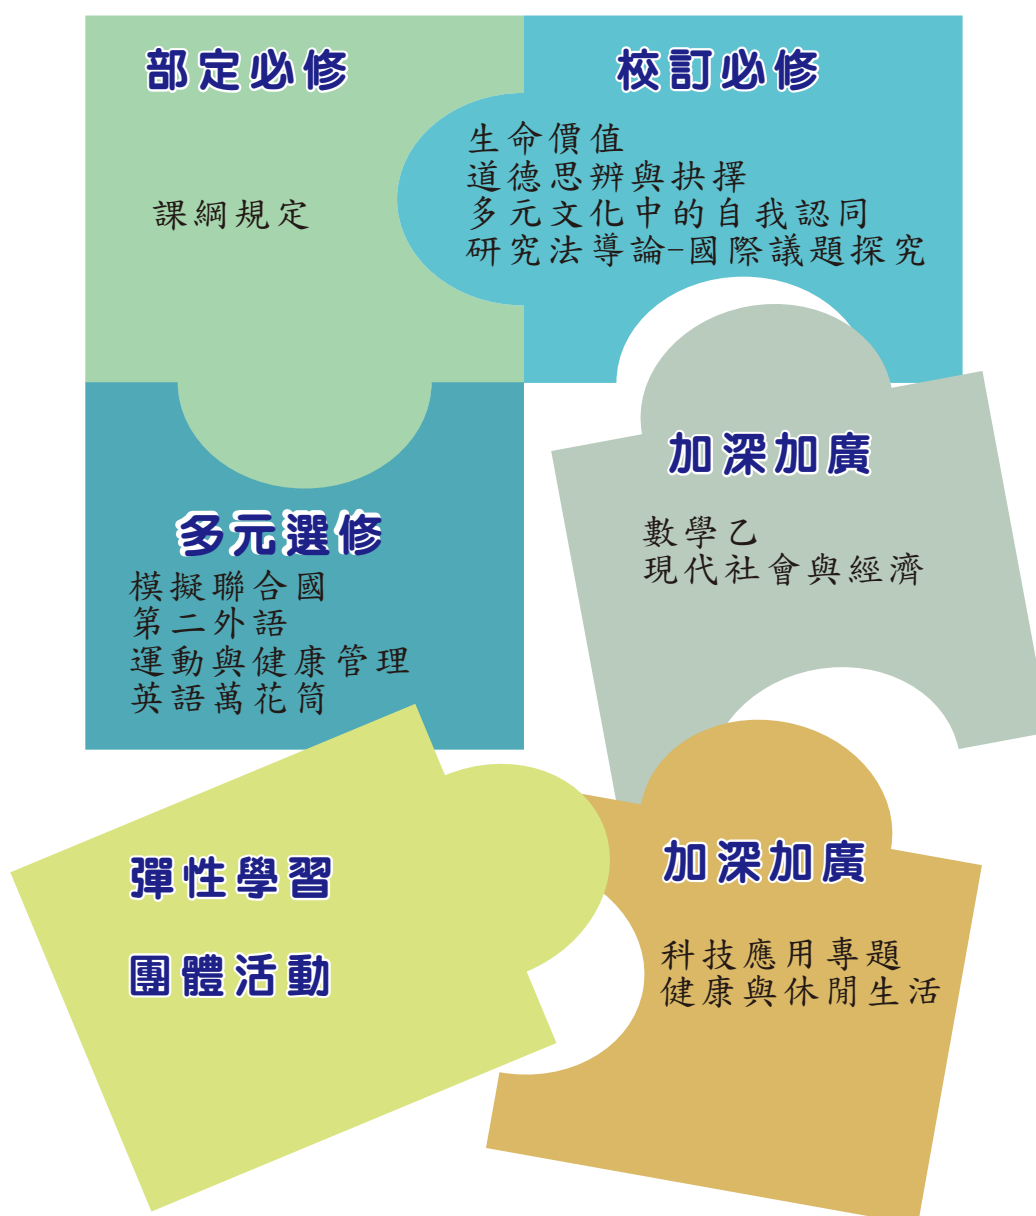 部定必修
課綱規定
校訂必修
生命價值
道德思辨與抉擇
多元文化中的自我認同
研究法導論-國際議題探究
多元選修
模擬聯合國
第二外語
運動與健康管理
英語萬花筒
加深加廣
數學乙
現代社會與經濟
彈性學習
團體活動
加深加廣
科技應用專題
健康與休閒生活